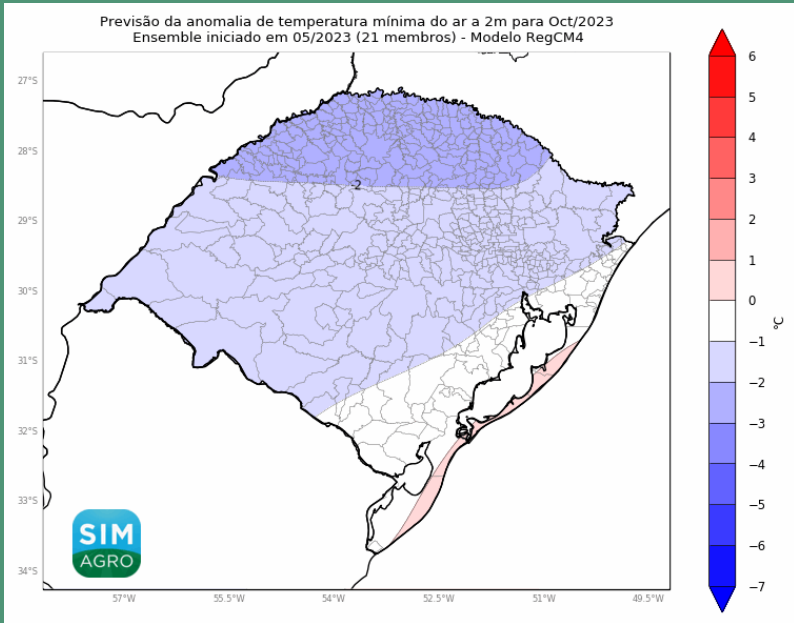 Previsão da anomalia de temperatura mínima do ar a 2m para Oct/2023
Ensemble iniciado em 05/2023 (21 membros) - Modelo RegCM4
27°S
28°S
29°S
30°S
31°S
32°S
33°S
34°S
57°W
55.5°W
54°W
52.5°W
51°W
49.5°W
-2
SIM
AGRO
6
5
4
3
2
1
0
−1
−2
−3
−4
−5
−6
−7
°C